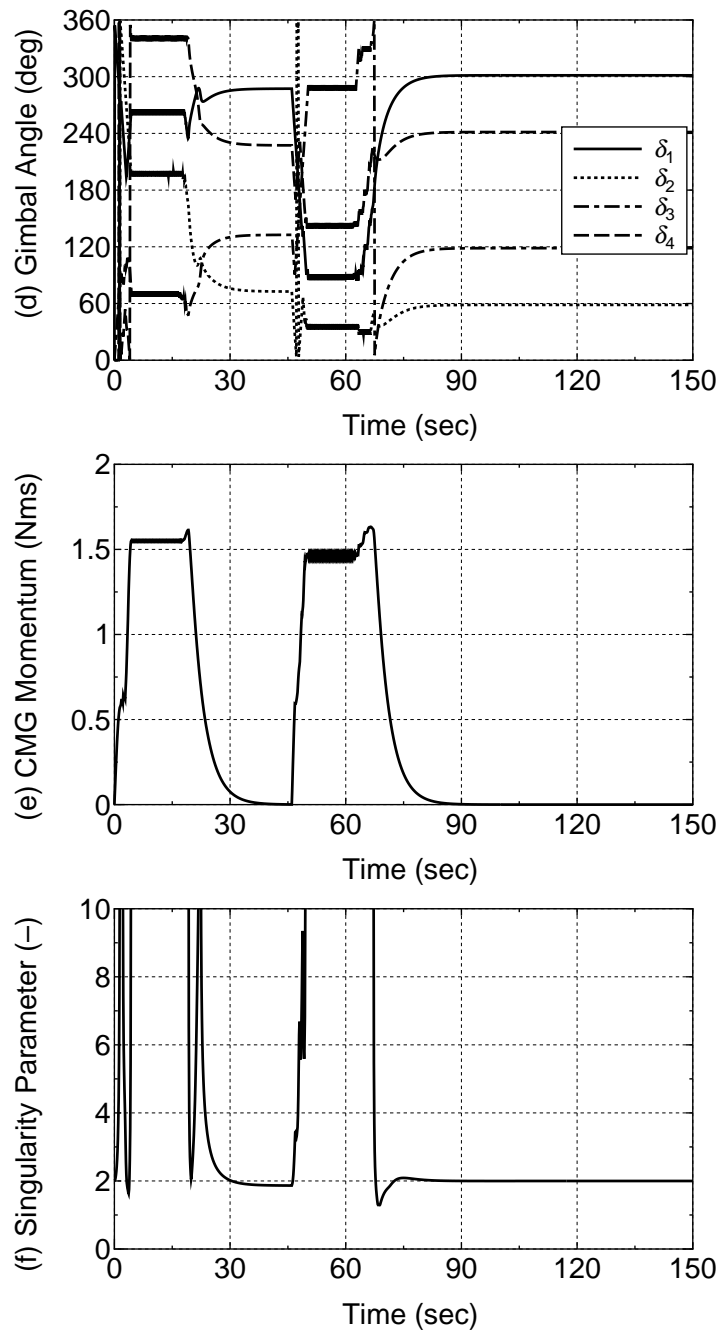 (d) Gimbal Angle (deg)
300
240
180
120
60
0
δ1
δ2
δ3
δ4
0 30 60 90 120 150
Time (sec)
(e) CMG Momentum (Nms)
2
1.5
1
0.5
0
0 30 60 90 120 150
Time (sec)
(f) Singularity Parameter (–)
10
8
6
4
2
0
0 30 60 90 120 150
Time (sec)